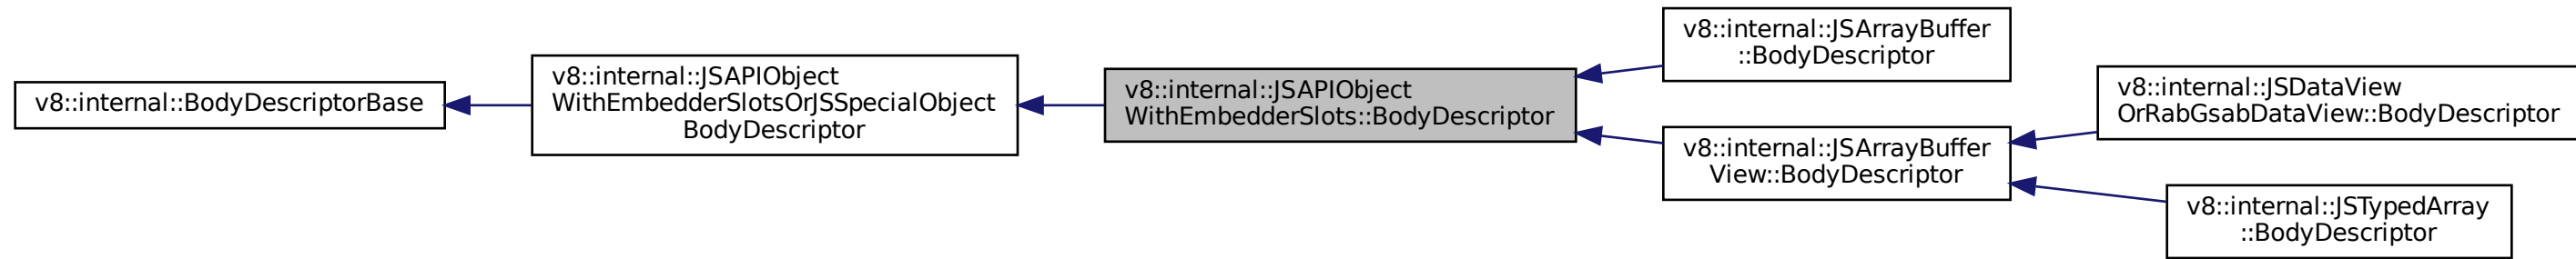 v8::internal::BodyDescriptorBase
v8::internal::JSAPIObject
WithEmbedderSlotsOrJSSpecialObject
BodyDescriptor
v8::internal::JSAPIObject
WithEmbedderSlots::BodyDescriptor
v8::internal::JSArrayBuffer
::BodyDescriptor
v8::internal::JSArrayBuffer
View::BodyDescriptor
v8::internal::JSDataView
OrRabGsabDataView::BodyDescriptor
v8::internal::JSTypedArray
::BodyDescriptor